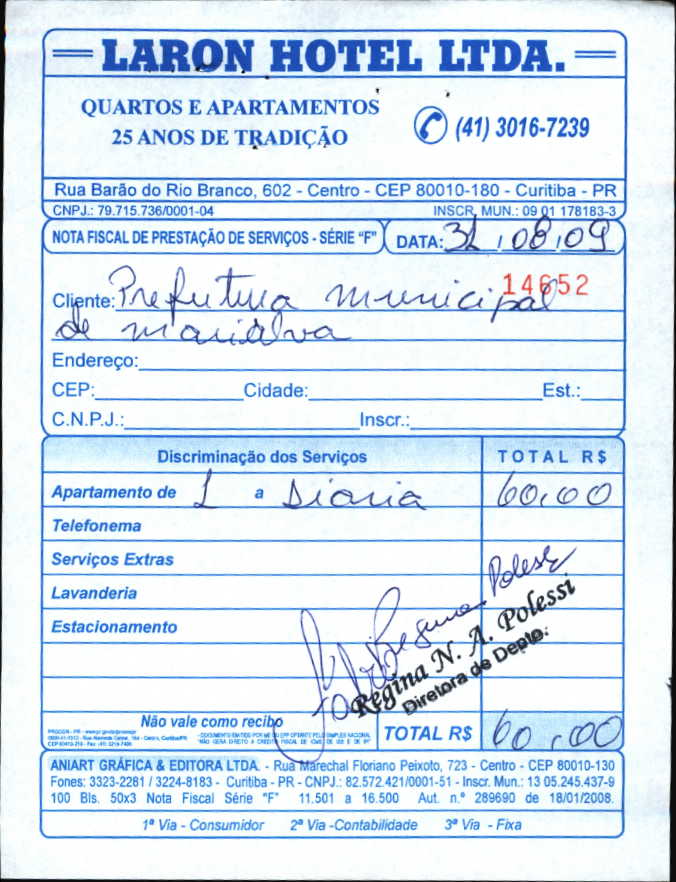 LARON HOTEL LTDA.
QUARTOS E APARTAMENTOS
25 ANOS DE TRADIÇÃO
(41) 3016-7239
Rua Barão do Rio Branco, 602 - Centro - CEP 80010-180 - Curitiba - PR
CNPJ.: 79.715.736/0001-04 INSCR. MUN.: 09 01 178183-3
NOTA FISCAL DE PRESTAÇÃO DE SERVIÇOS - SÉRIE "F" DATA: 31/08/09
14652
Cliente: Prefeitura municipal
de marialva
Endereço:
CEP: Cidade: Est.:
C.N.P.J.: Inscr.:
Discriminação dos Serviços TOTAL R$
Apartamento de 1 a Diaria 60,00
Telefonema
Serviços Extras
Lavanderia
Estacionamento
Regina Polessi
Regina N. A. Polessi
Diretora de Depto.
Não vale como recibo
TOTAL R$ 60,00
ANIART GRÁFICA & EDITORA LTDA. - Rua Marechal Floriano Peixoto, 723 - Centro - CEP 80010-130
Fones: 3323-2281 / 3224-8183 - Curitiba - PR - CNPJ.: 82.572.421/0001-51 - Inscr. Mun.: 13 05.245.437-9
100 Bls. 50x3 Nota Fiscal Série "F" 11.501 a 16.500 Aut. n.º 289690 de 18/01/2008.
1ª Via - Consumidor 2ª Via -Contabilidade 3ª Via - Fixa